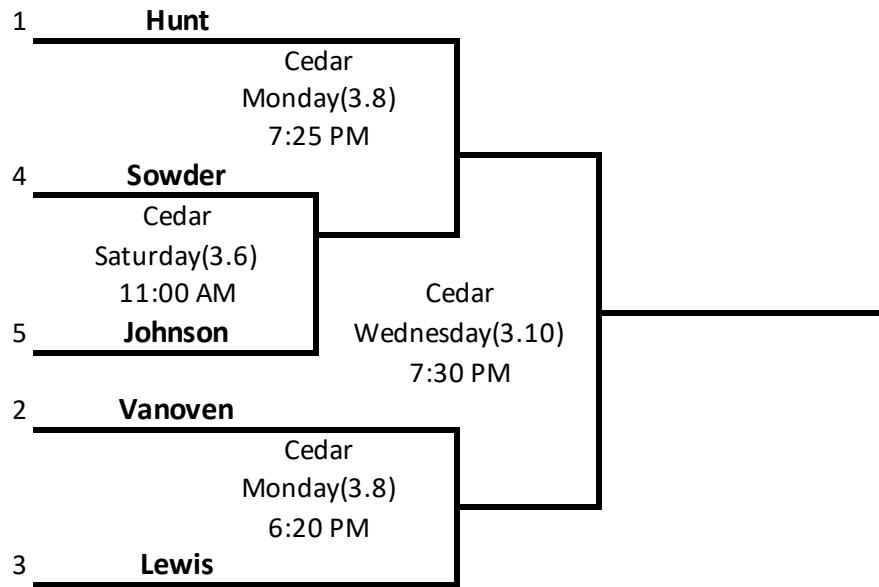 1 Hunt
Cedar
Monday(3.8)
7:25 PM
4 Sowder
Cedar
Saturday(3.6)
11:00 AM
5 Johnson
Cedar
Wednesday(3.10)
7:30 PM
2 Vanoven
Cedar
Monday(3.8)
6:20 PM
3 Lewis